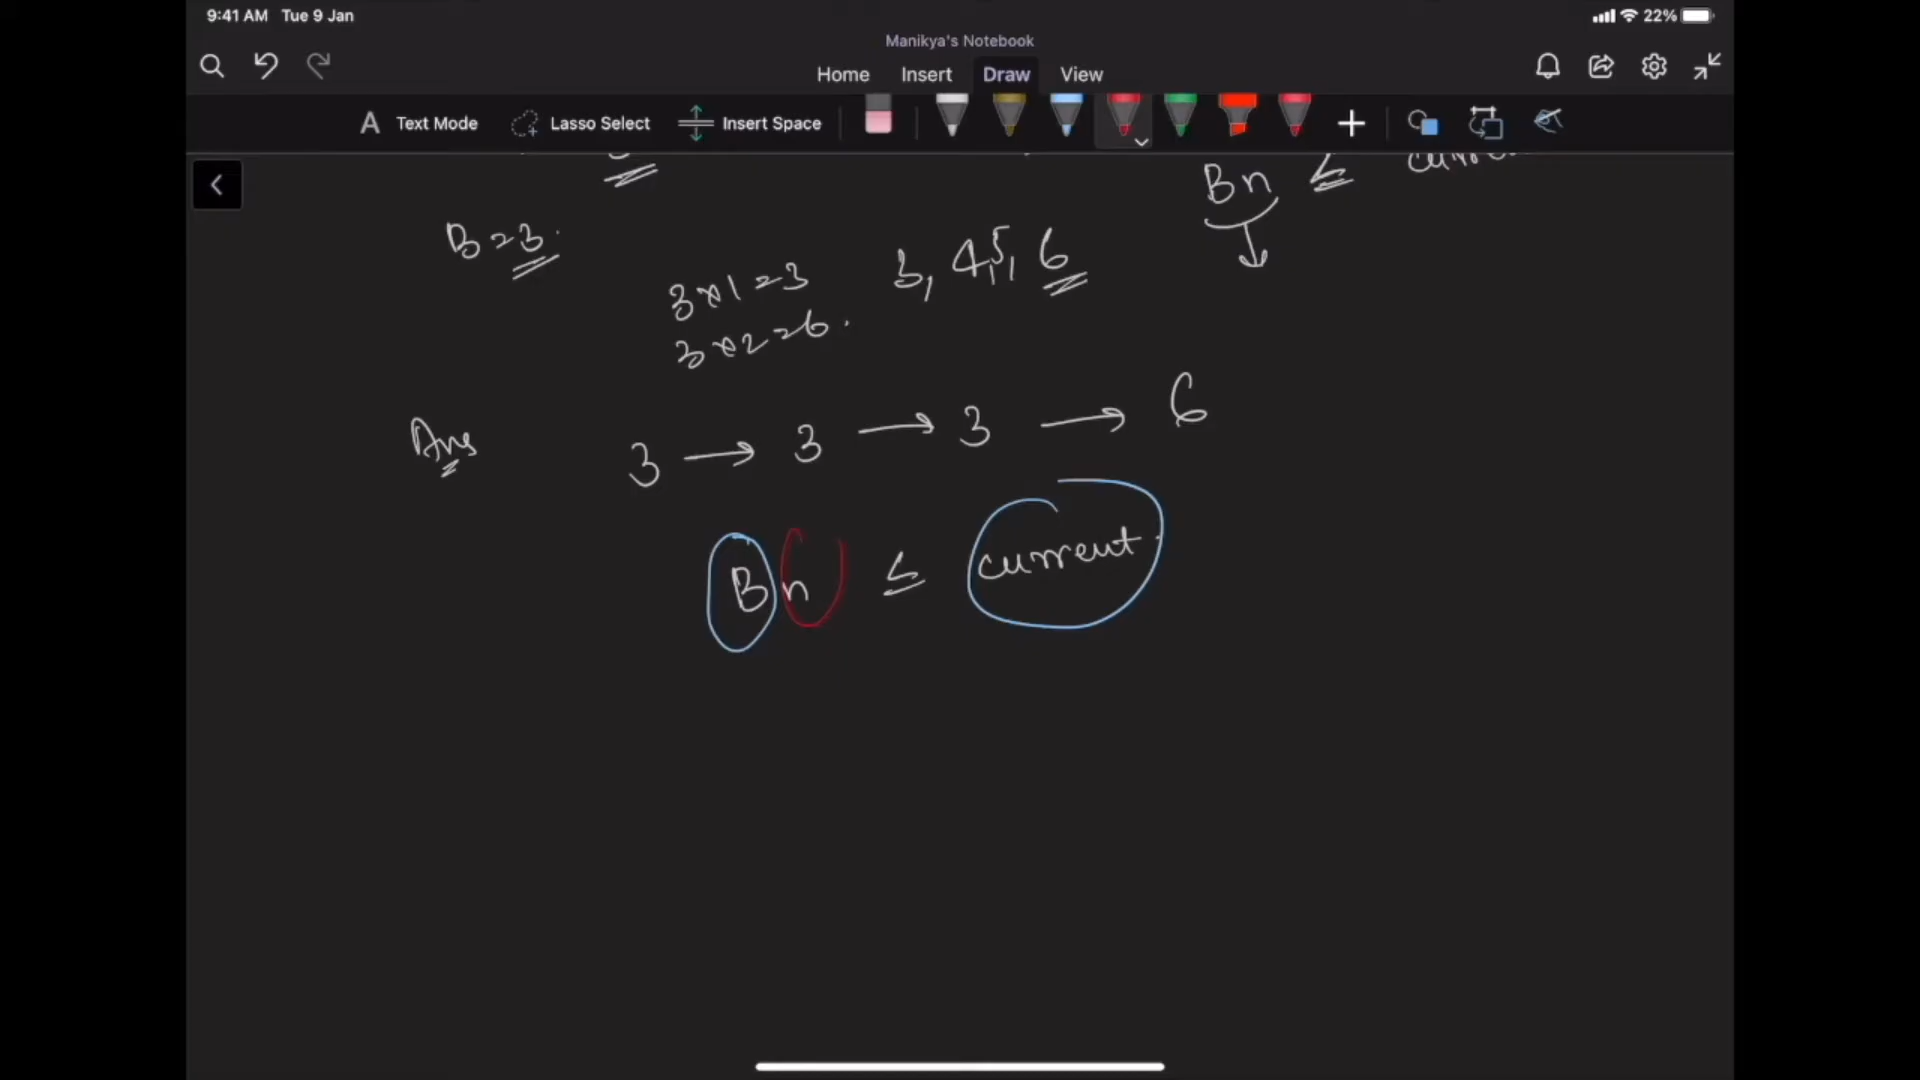 9:41 AM Tue 9 Jan 22%
Manikya's Notebook
Home Insert Draw View
A Text Mode Lasso Select Insert Space
Bn ≤
B = 3.
3, 4, 5, 6
3 × 1 = 3
3 × 2 = 6.
Ans 3 → 3 → 3 → 6
Bn ≤ current.